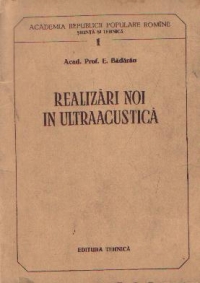 ACADEMIA REPUBLICII POPULARE ROMÎNE
ȘTIINȚĂ ȘI TEHNICĂ
1
Acad. Prof. E. Bădărău
REALIZĂRI NOI
IN ULTRAACUSTICĂ
EDITURA TEHNICĂ